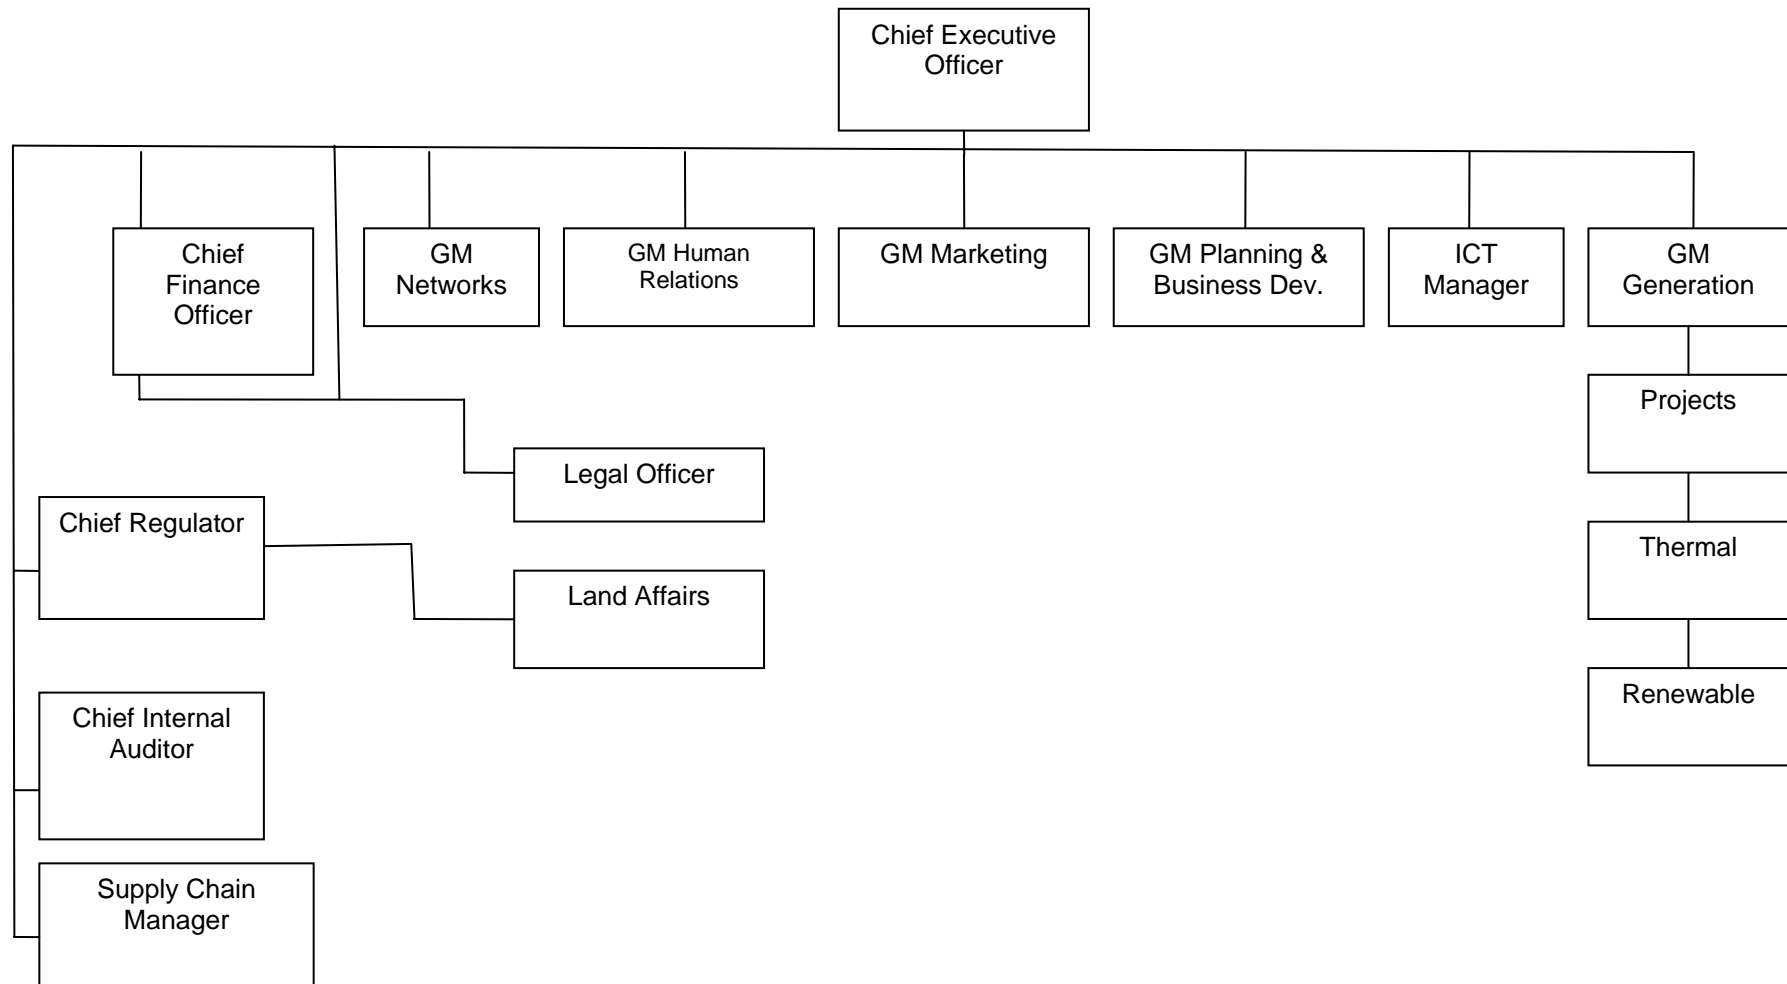 Chief Executive
Officer
Chief
Finance
Officer
GM
Networks
GM Human
Relations
GM Marketing
GM Planning &
Business Dev.
ICT
Manager
GM
Generation
Projects
Legal Officer
Chief Regulator
Thermal
Land Affairs
Renewable
Chief Internal
Auditor
Supply Chain
Manager